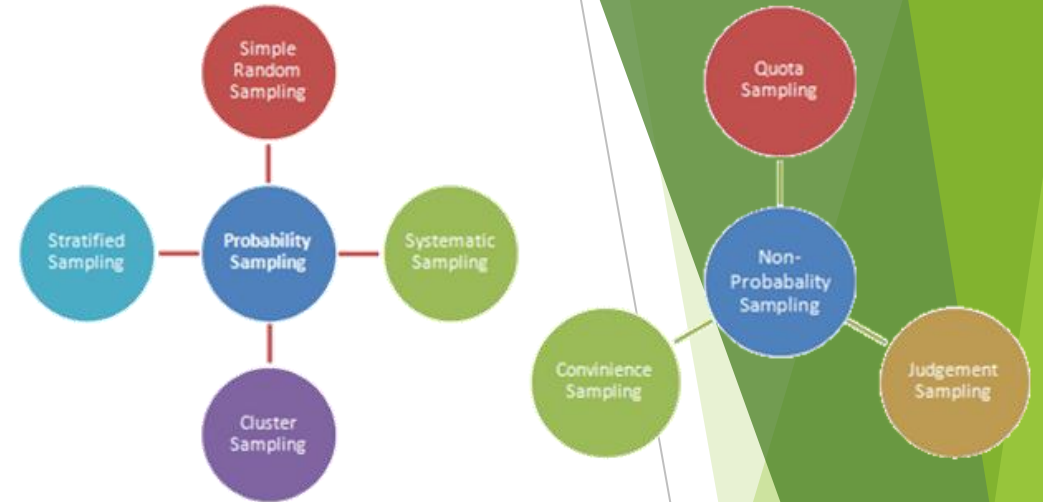 Simple
Random
Sampling
Stratified
Sampling
Probability
Sampling
Systematic
Sampling
Cluster
Sampling
Quota
Sampling
Non-
Probabality
Sampling
Convinience
Sampling
Judgement
Sampling